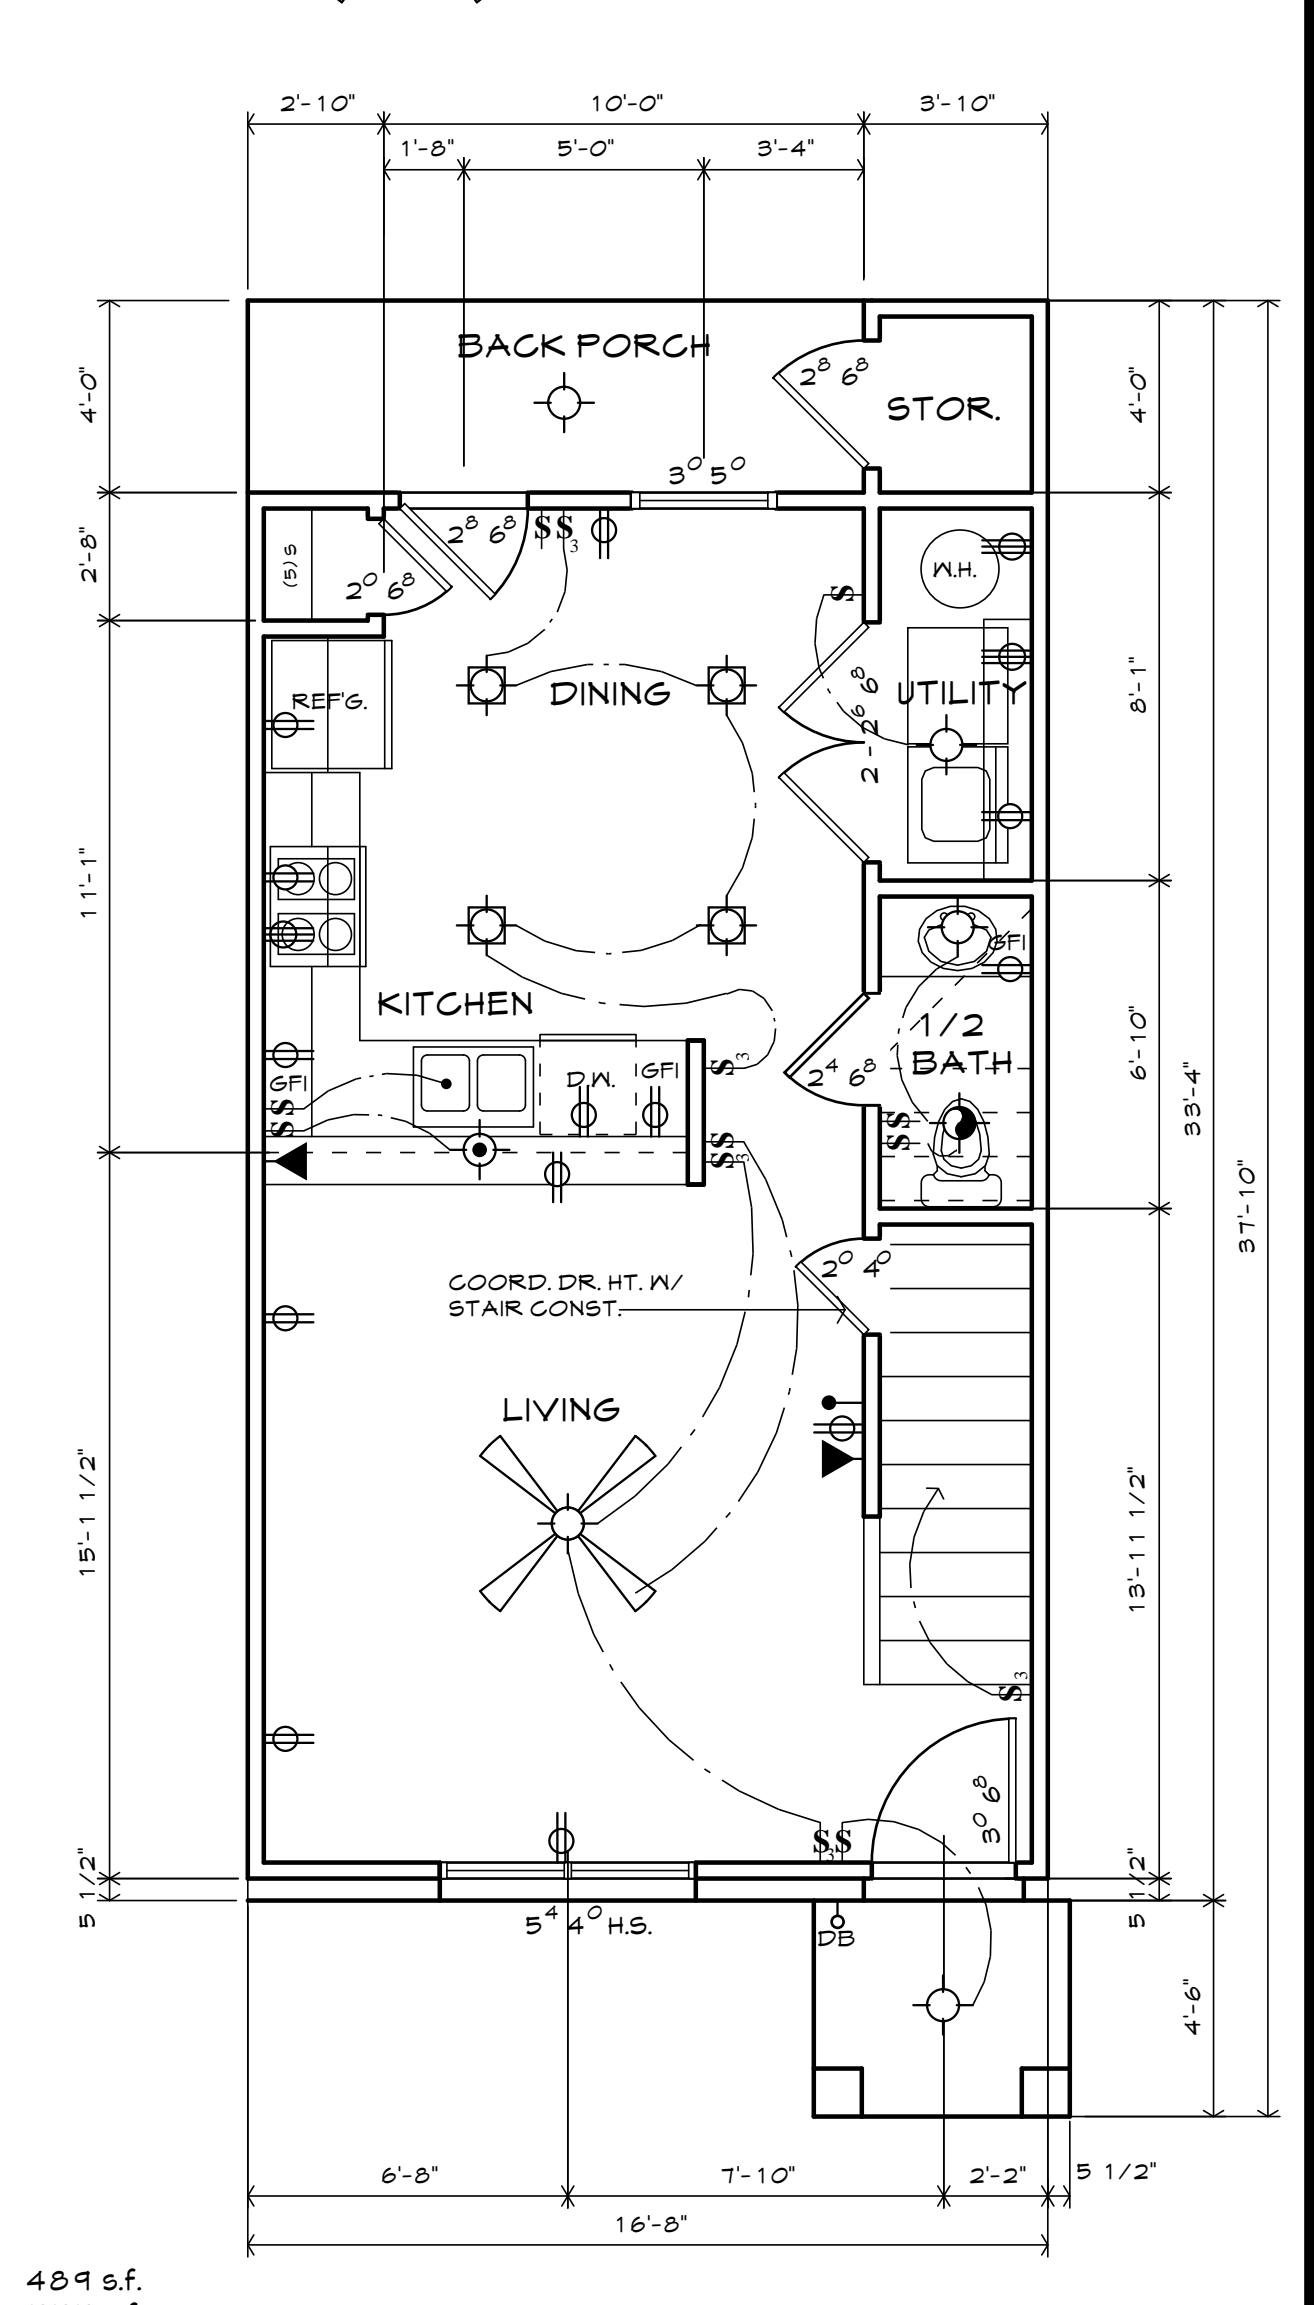 2'-10" 10'-0" 3'-10"
1'-8" 5'-0" 3'-4"
BACK PORCH
2⁸ 6⁸
STOR.
4'-0"
4'-0"
3⁰ 5⁰
2⁸ 6⁸
S S₃
2'-8"
(5) S
2⁰ 6⁸
W.H.
S
REF'G.
DINING
2 - 2⁶ 6⁸
UTILITY
8'-1"
11'-1"
KITCHEN
GFI
1/2
BATH
2⁴ 6⁸
6'-10"
33'-4"
37'-10"
S₃
GFI
D.W.
GFI
S
S
S
S₃
S
S
2⁰ 4⁰
COORD. DR. HT. W/
STAIR CONST.
LIVING
15'-1 1/2"
13'-11 1/2"
S₃
3⁰ 6⁸
S₃S
5 1/2"
5 1/2"
5⁴ 4⁰ H.S.
DB
4'-6"
6'-8" 7'-10" 2'-2" 5 1/2"
16'-8"
489 s.f.